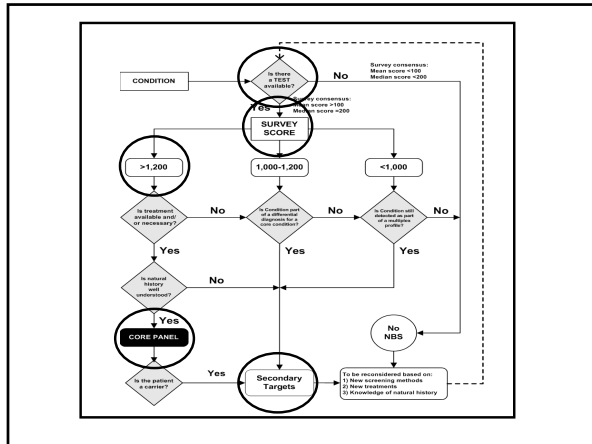 CONDITION
Is there
a TEST
available?
No
Survey consensus:
Mean score <100
Median score <200
Yes
Survey consensus:
Mean score >100
Median score =200
SURVEY
SCORE
>1,200
1,000-1,200
<1,000
Is treatment
available and/
or necessary?
No
Is Condition part
of a differential
diagnosis for a
core condition?
No
Is Condition still
detected as part
of a multiplex
profile?
No
Yes
Yes
Yes
Is natural
history
well
understood?
No
Yes
CORE PANEL
No
NBS
Is the patient
a carrier?
Yes
Secondary
Targets
To be reconsidered based on:
1) New screening methods
2) New treatments
3) Knowledge of natural history